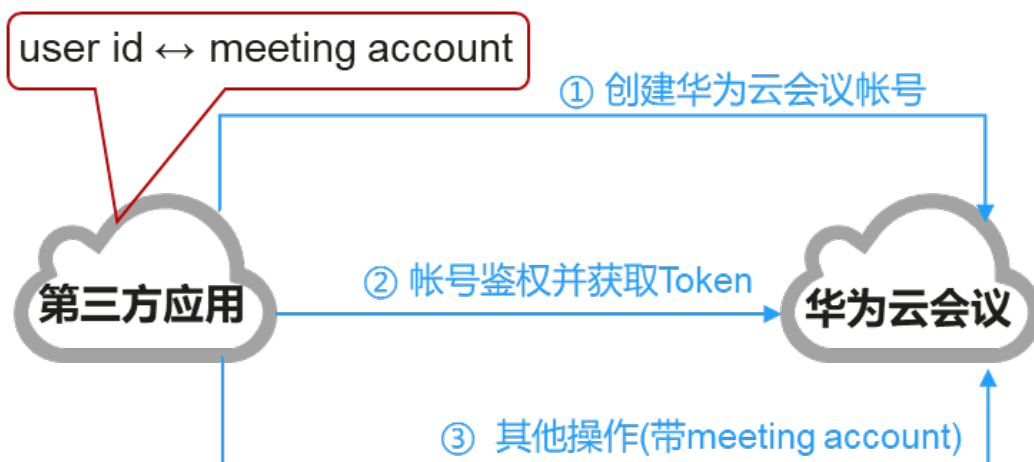 user id ↔ meeting account
① 创建华为云会议帐号
② 帐号鉴权并获取Token
第三方应用
华为云会议
③ 其他操作(带meeting account)